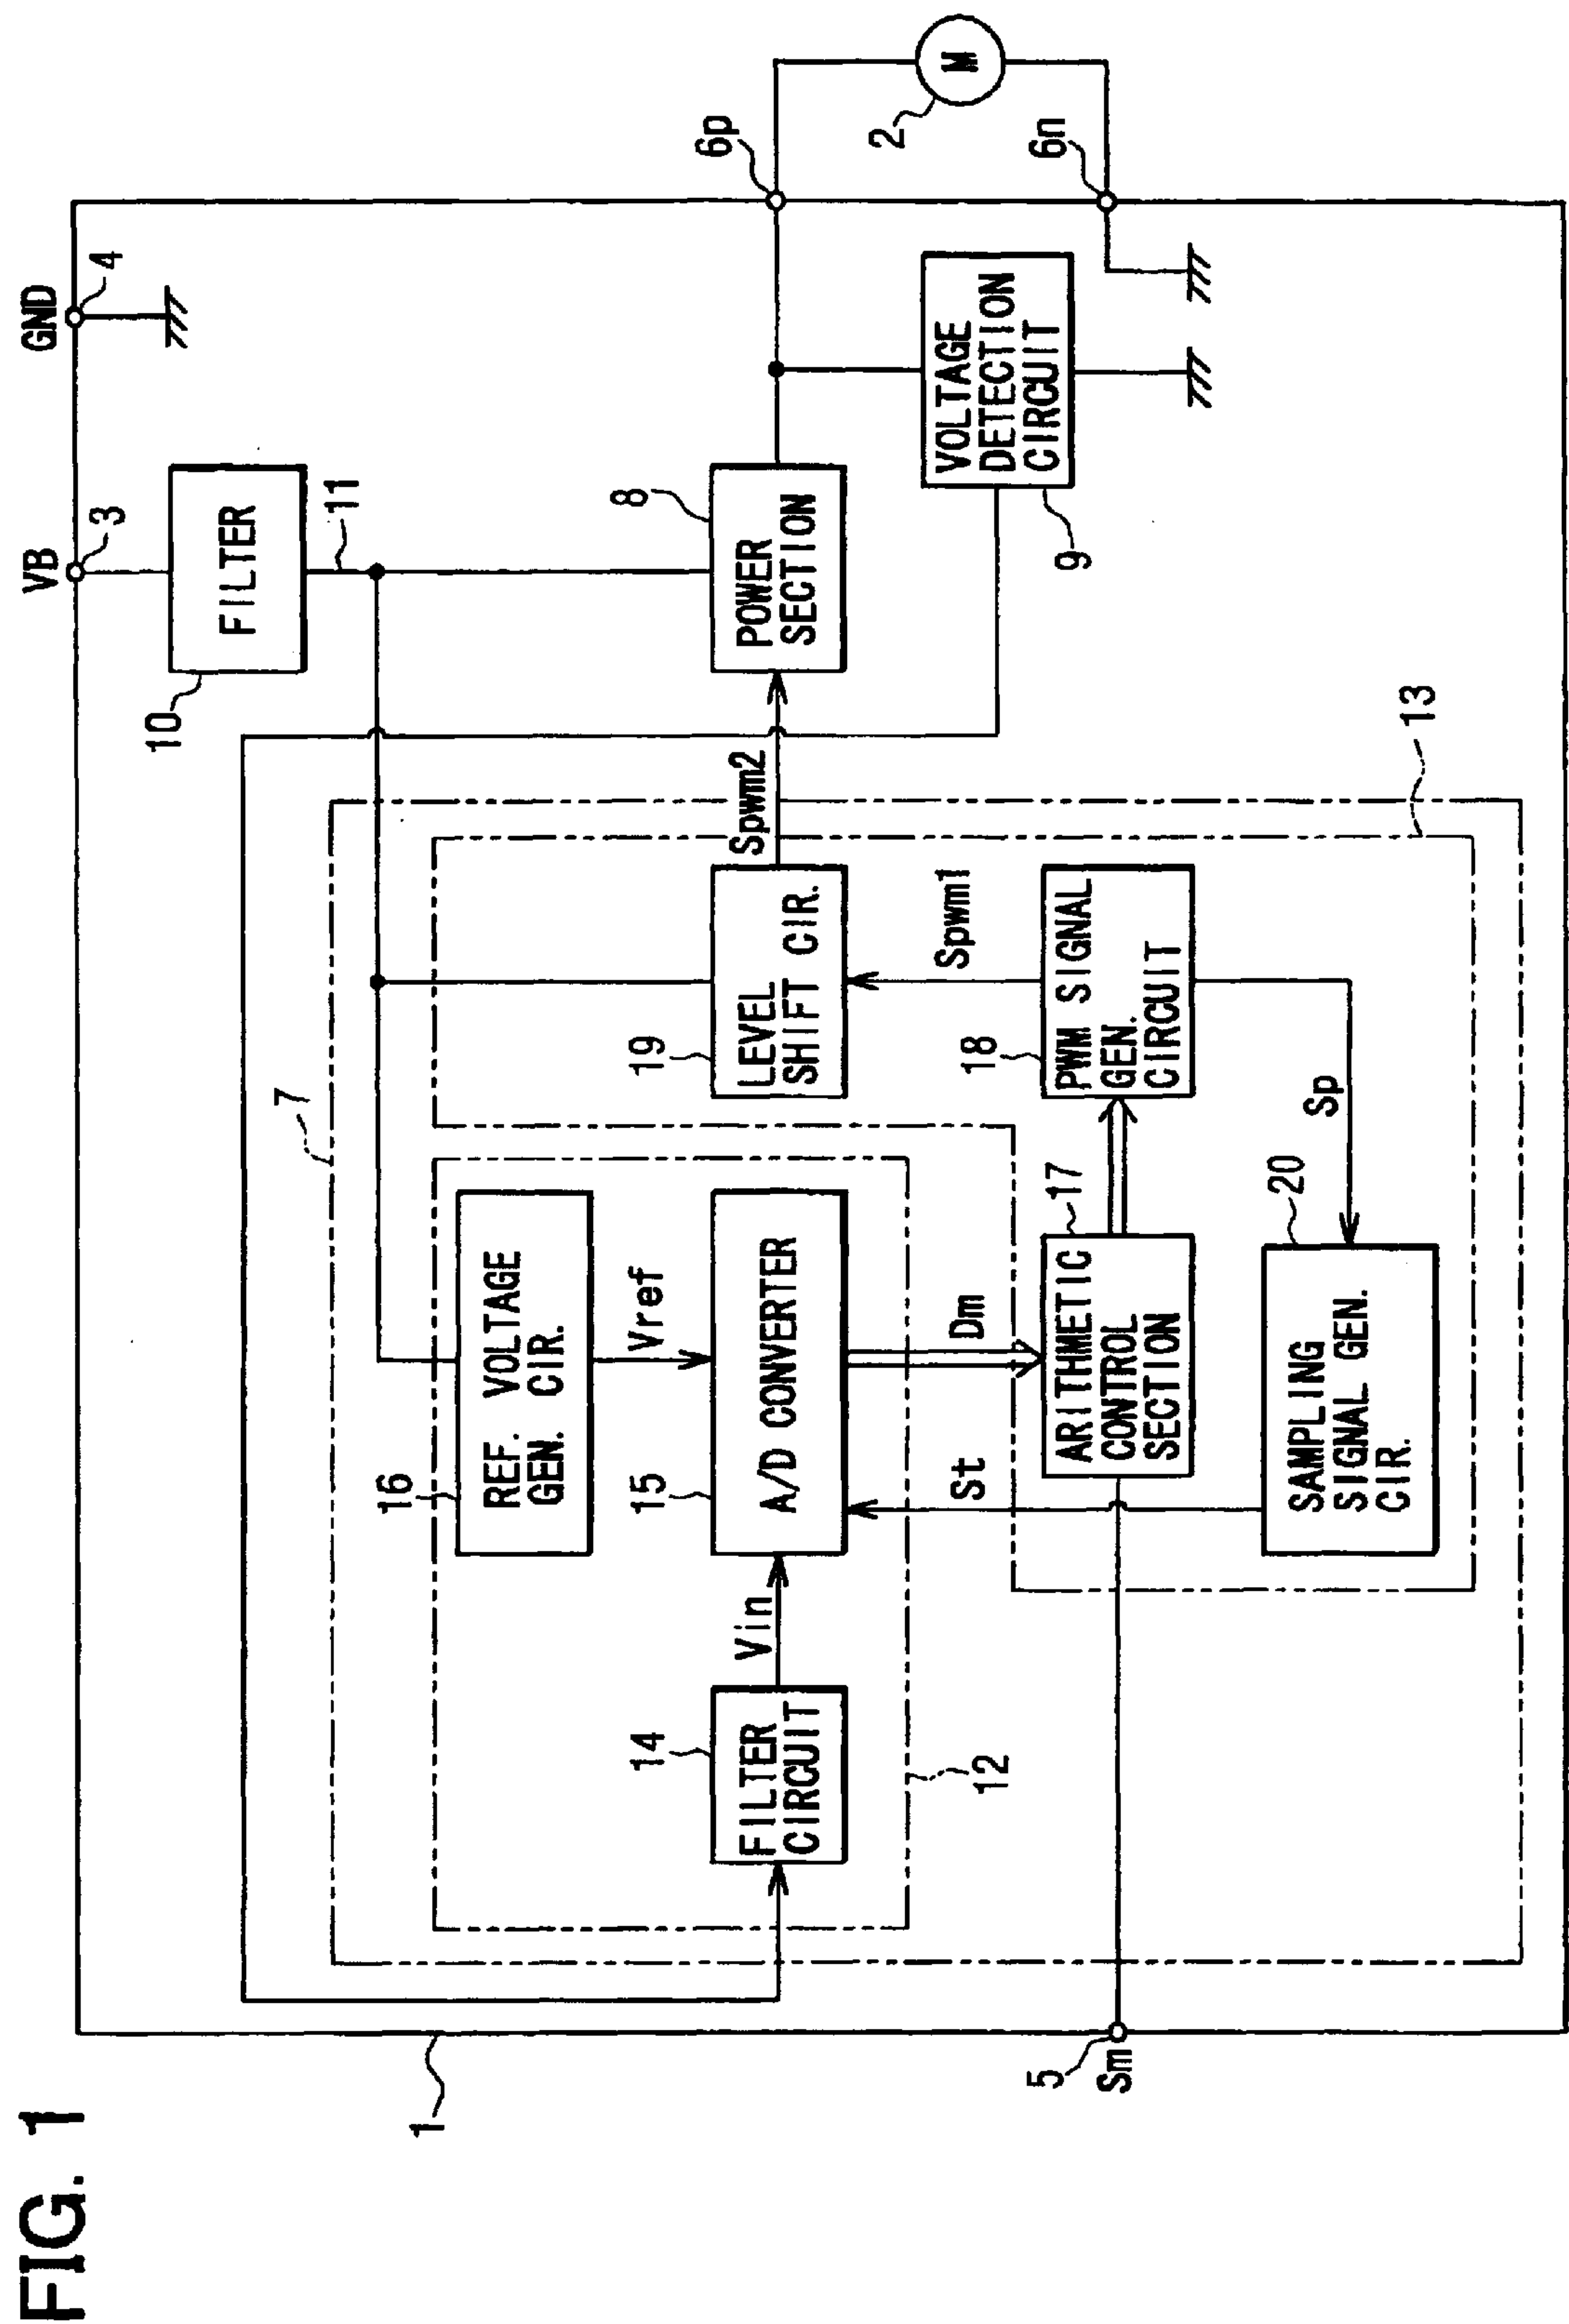 FIG. 1
1
VB
3
GND
4
10
FILTER
11
7
16
REF. VOLTAGE
GEN. CIR.
Vref
14
FILTER
CIRCUIT
Vin
15
A/D CONVERTER
19
LEVEL
SHIFT CIR.
Spwm2
8
POWER
SECTION
6p
2
M
6n
VOLTAGE
DETECTION
CIRCUIT
9
12
St
Dm
Spwm1
5
Sm
17
ARITHMETIC
CONTROL
SECTION
18
PWM SIGNAL
GEN.
CIRCUIT
Sp
20
SAMPLING
SIGNAL GEN.
CIR.
13